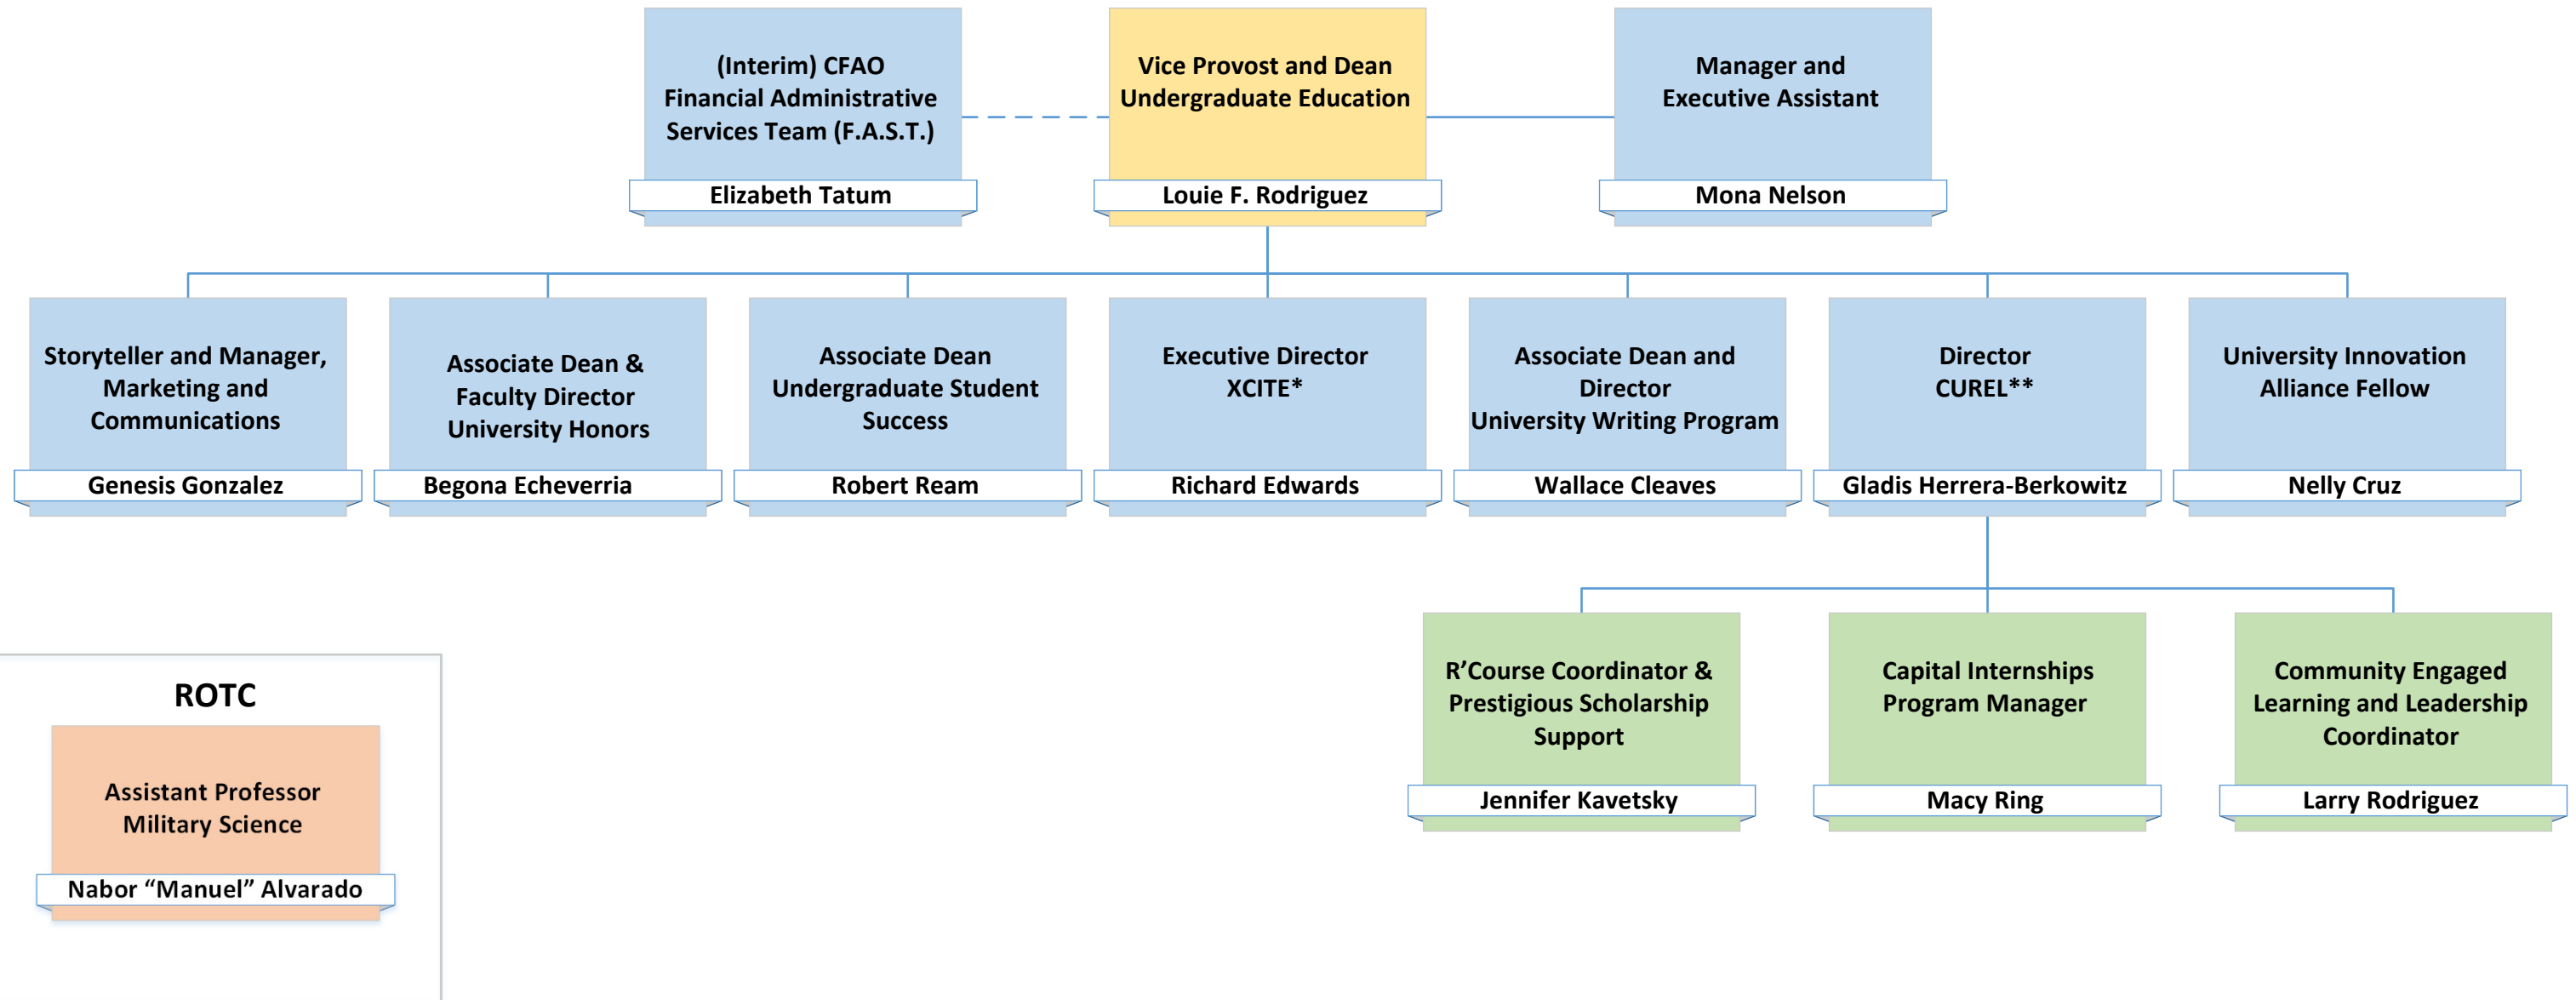 (Interim) CFAO
Financial Administrative
Services Team (F.A.S.T.)
Elizabeth Tatum
Vice Provost and Dean
Undergraduate Education
Louie F. Rodriguez
Manager and
Executive Assistant
Mona Nelson
Storyteller and Manager,
Marketing and
Communications
Genesis Gonzalez
Associate Dean &
Faculty Director
University Honors
Begona Echeverria
Associate Dean
Undergraduate Student
Success
Robert Ream
Executive Director
XCITE*
Richard Edwards
Associate Dean and
Director
University Writing Program
Wallace Cleaves
Director
CUREL**
Gladis Herrera-Berkowitz
University Innovation
Alliance Fellow
Nelly Cruz
R’Course Coordinator &
Prestigious Scholarship
Support
Jennifer Kavetsky
Capital Internships
Program Manager
Macy Ring
Community Engaged
Learning and Leadership
Coordinator
Larry Rodriguez
ROTC
Assistant Professor
Military Science
Nabor “Manuel” Alvarado